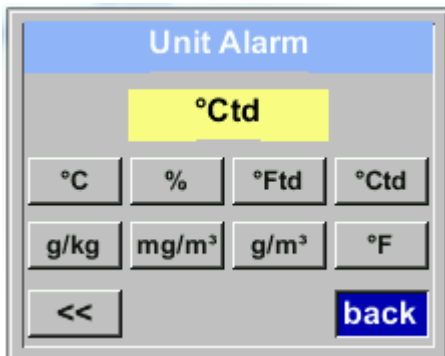 Unit Alarm
°Ctd
°C % °Ftd °Ctd
g/kg mg/m³ g/m³ °F
<< back